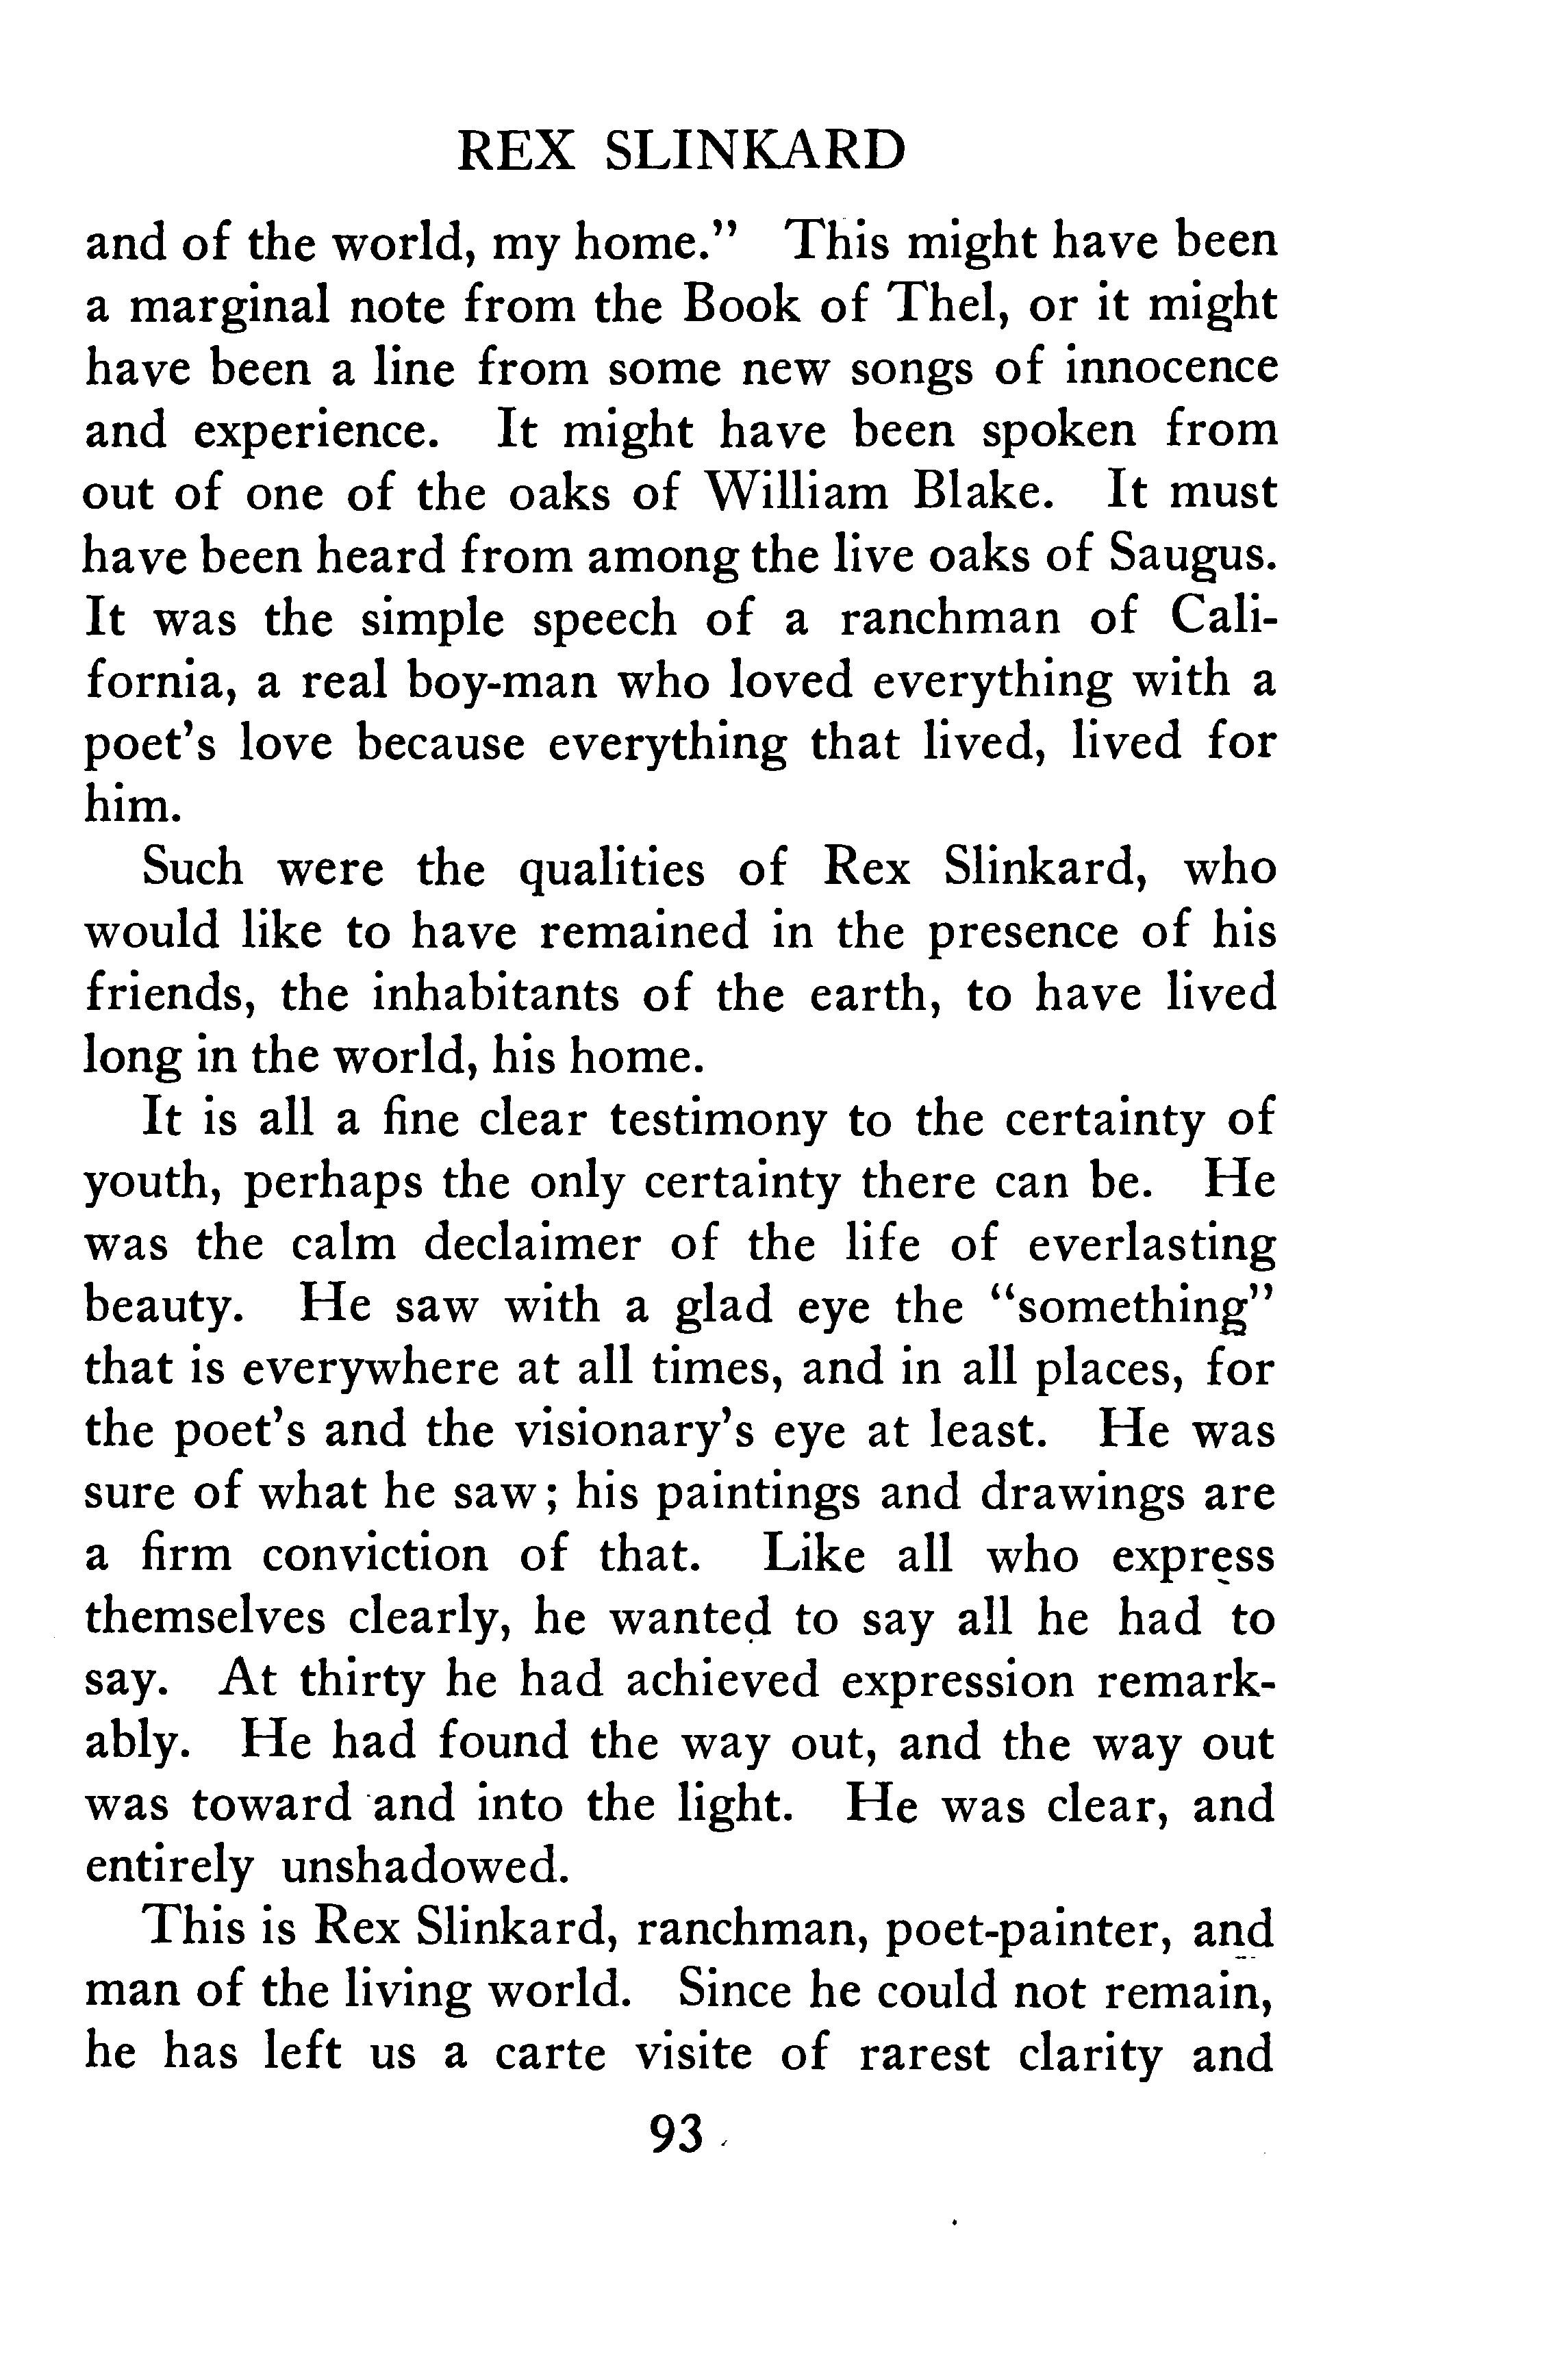 REX SLINKARD
and of the world, my home." This might have been
a marginal note from the Book of Thel, or it might
have been a line from some new songs of innocence
and experience. It might have been spoken from
out of one of the oaks of William Blake. It must
have been heard from among the live oaks of Saugus.
It was the simple speech of a ranchman of Cali-
fornia, a real boy-man who loved everything with a
poet's love because everything that lived, lived for
him.
Such were the qualities of Rex Slinkard, who
would like to have remained in the presence of his
friends, the inhabitants of the earth, to have lived
long in the world, his home.
It is all a fine clear testimony to the certainty of
youth, perhaps the only certainty there can be. He
was the calm declaimer of the life of everlasting
beauty. He saw with a glad eye the "something"
that is everywhere at all times, and in all places, for
the poet's and the visionary's eye at least. He was
sure of what he saw; his paintings and drawings are
a firm conviction of that. Like all who express
themselves clearly, he wanted to say all he had to
say. At thirty he had achieved expression remark-
ably. He had found the way out, and the way out
was toward and into the light. He was clear, and
entirely unshadowed.
This is Rex Slinkard, ranchman, poet-painter, and
man of the living world. Since he could not remain,
he has left us a carte visite of rarest clarity and
93